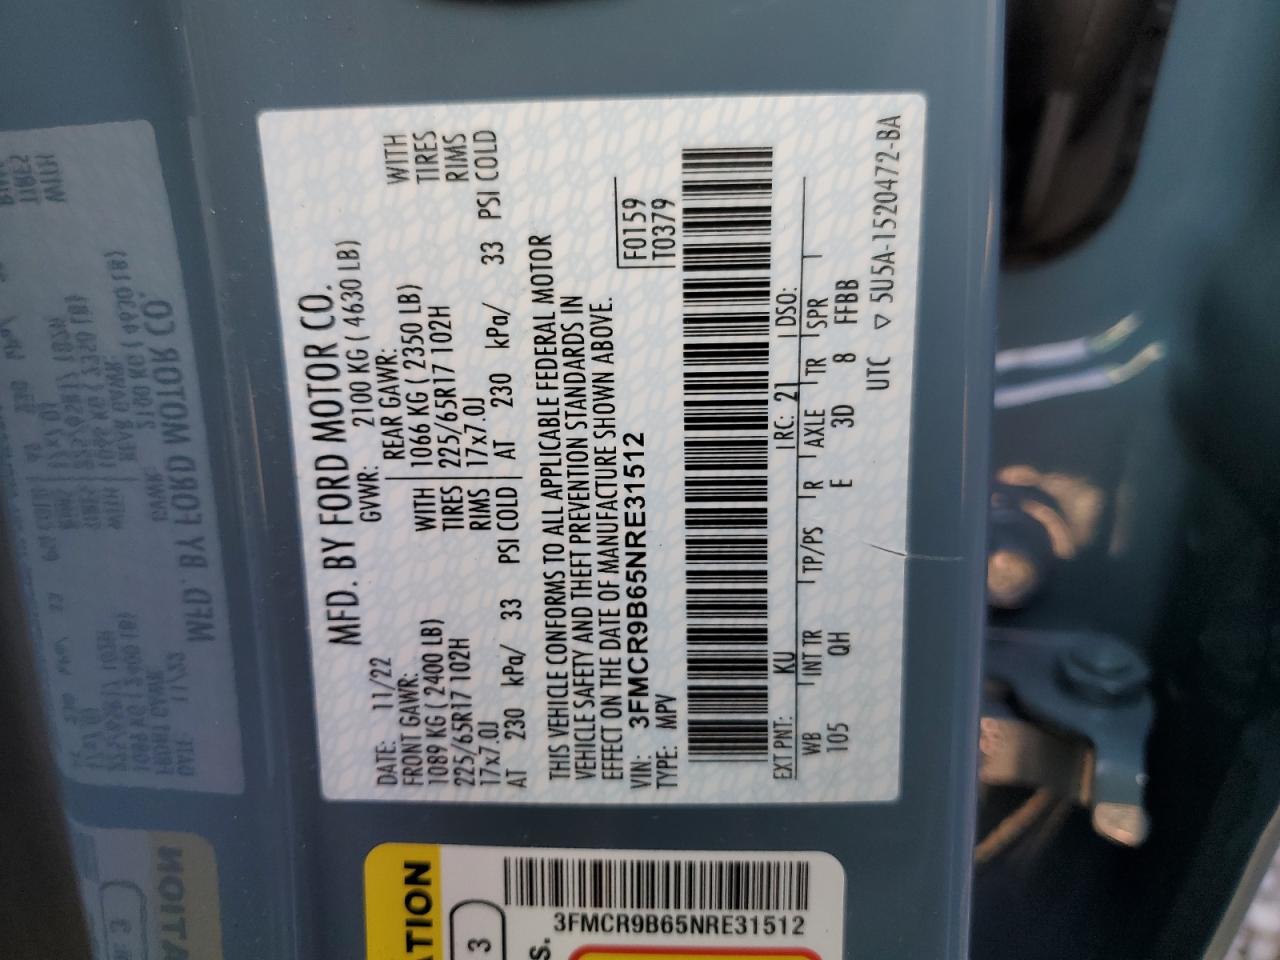 MFD. BY FORD MOTOR CO.
DATE: 11/22 GVWR: 2100 KG ( 4630 LB)
FRONT GAWR: REAR GAWR:
1089 KG ( 2400 LB) WITH 1066 KG ( 2350 LB) WITH
225/65R17 102H TIRES 225/65R17 102H TIRES
17x7.0J RIMS 17x7.0J RIMS
AT 230 kPa/ 33 PSI COLD AT 230 kPa/ 33 PSI COLD
THIS VEHICLE CONFORMS TO ALL APPLICABLE FEDERAL MOTOR
VEHICLE SAFETY AND THEFT PREVENTION STANDARDS IN
EFFECT ON THE DATE OF MANUFACTURE SHOWN ABOVE.
VIN: 3FMCR9B65NRE31512 F0159
TYPE: MPV T0379
EXT PNT: KU RC: 21 DSO:
WB INT TR TP/PS R AXLE TR SPR
105 QH E 3D 8 FFBB
UTC ▽ 5U5A-1520472-BA
ATION
3
S.
3FMCR9B65NRE31512